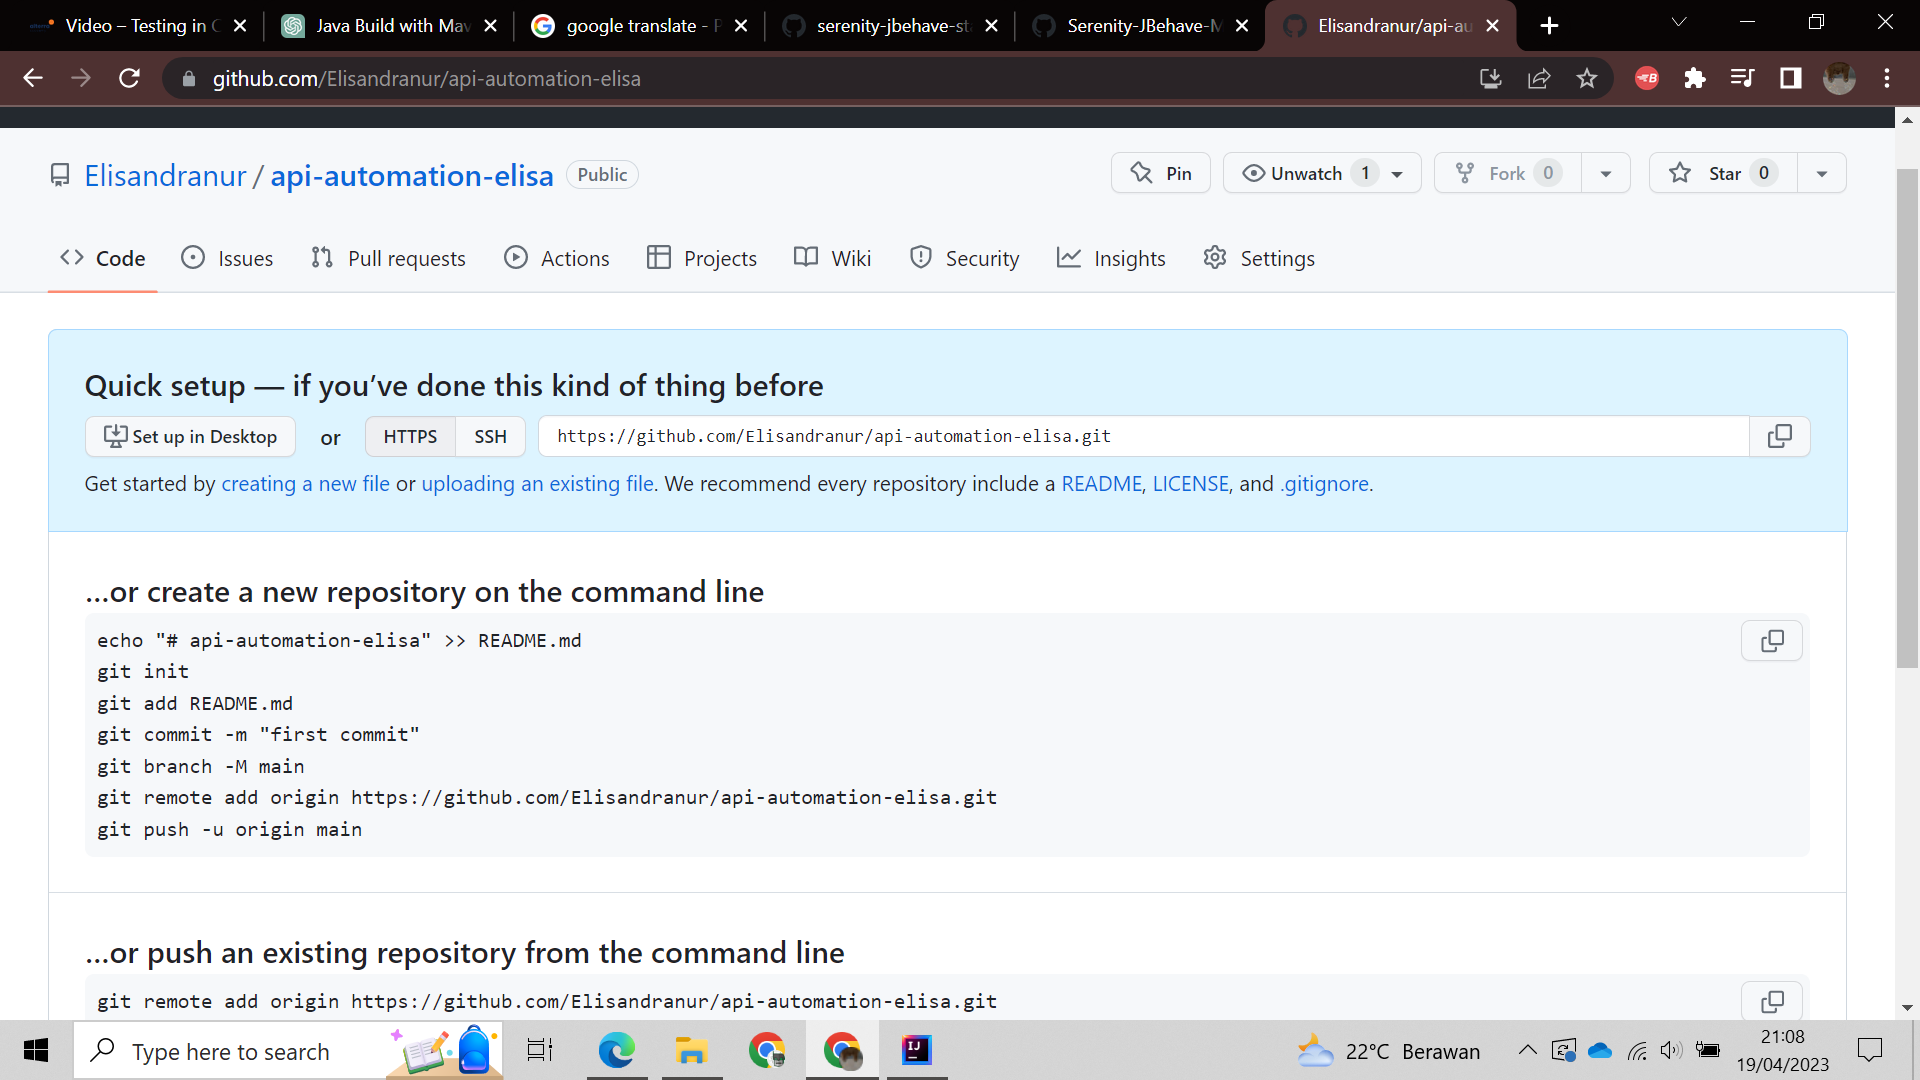 Video – Testing in C
Java Build with Mav
google translate - P
serenity-jbehave-sta
Serenity-JBehave-M
Elisandranur/api-au
github.com/Elisandranur/api-automation-elisa
Elisandranur / api-automation-elisa Public
Pin Unwatch 1 Fork 0 Star 0
Code Issues Pull requests Actions Projects Wiki Security Insights Settings
Quick setup — if you’ve done this kind of thing before
Set up in Desktop or HTTPS SSH https://github.com/Elisandranur/api-automation-elisa.git
Get started by creating a new file or uploading an existing file. We recommend every repository include a README, LICENSE, and .gitignore.
…or create a new repository on the command line
echo "# api-automation-elisa" >> README.md
git init
git add README.md
git commit -m "first commit"
git branch -M main
git remote add origin https://github.com/Elisandranur/api-automation-elisa.git
git push -u origin main
…or push an existing repository from the command line
git remote add origin https://github.com/Elisandranur/api-automation-elisa.git
Type here to search
22°C Berawan
21:08
19/04/2023